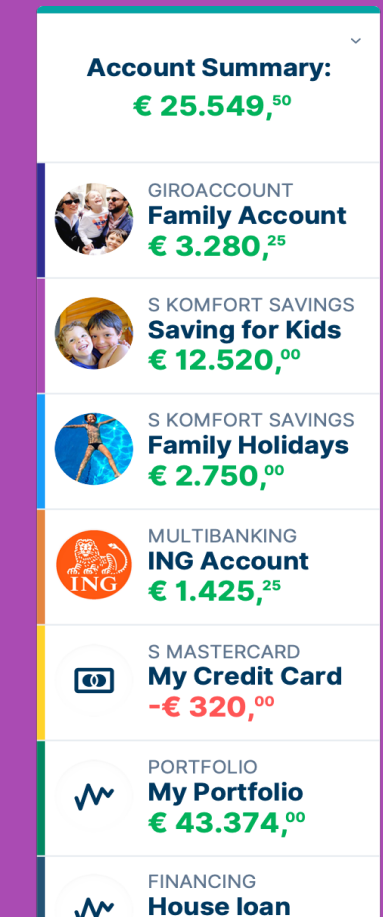 Account Summary:
€ 25.549,50
GIROACCOUNT
Family Account
€ 3.280,25
S KOMFORT SAVINGS
Saving for Kids
€ 12.520,00
S KOMFORT SAVINGS
Family Holidays
€ 2.750,00
MULTIBANKING
ING Account
€ 1.425,25
ING
S MASTERCARD
My Credit Card
-€ 320,00
PORTFOLIO
My Portfolio
€ 43.374,00
FINANCING
House loan